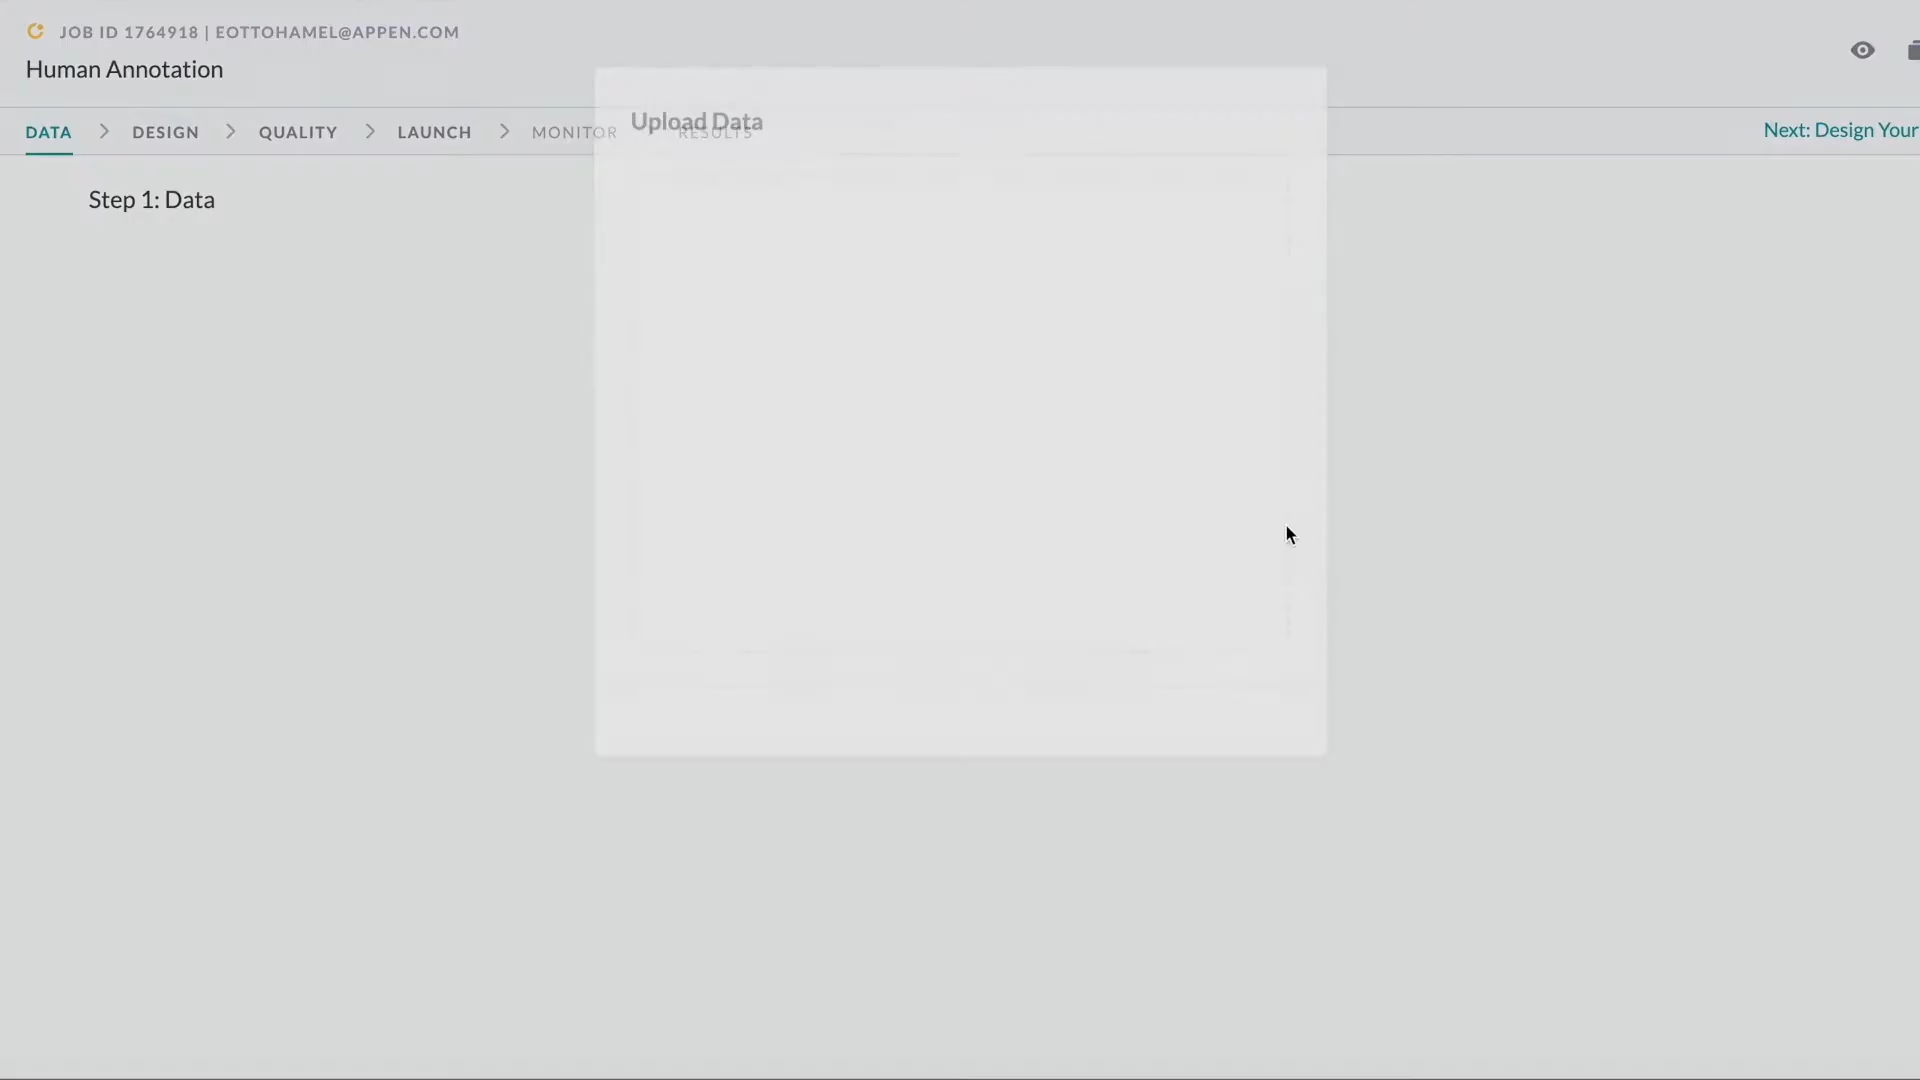 JOB ID 1764918 | EOTTOHAMEL@APPEN.COM
Human Annotation
DATA > DESIGN > QUALITY > LAUNCH > MONITOR RESULTS
Upload Data
Next: Design Your
Step 1: Data